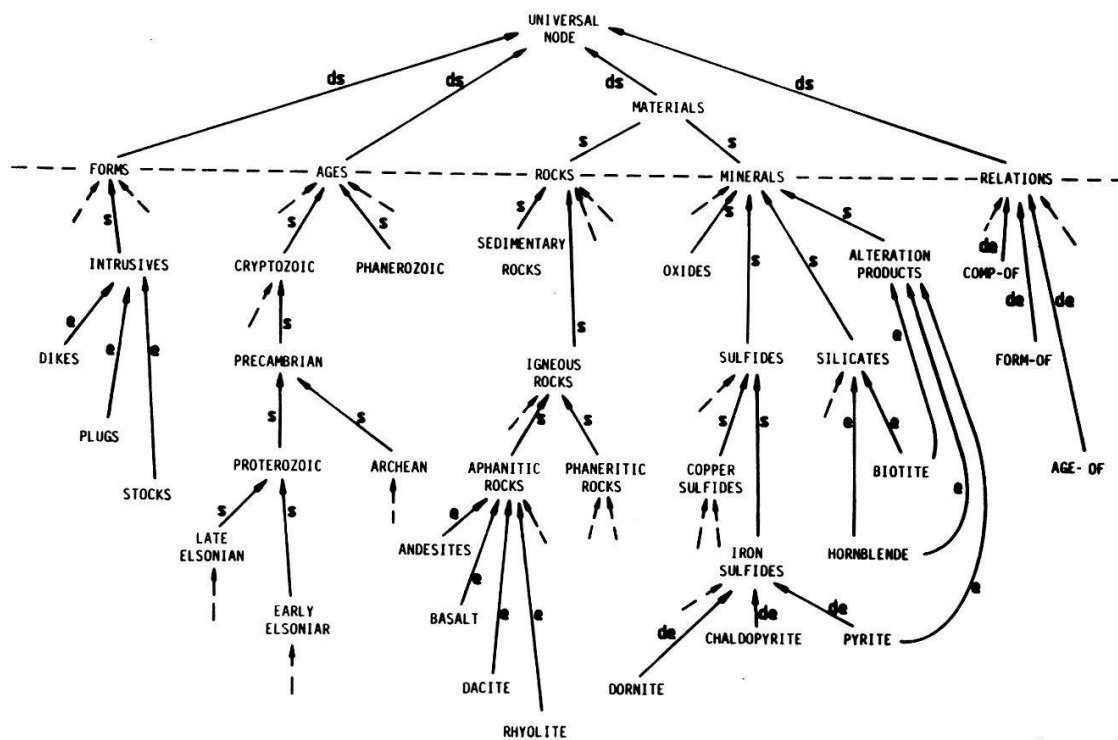 UNIVERSAL
NODE
ds
ds
ds
ds
MATERIALS
s
s
FORMS
AGES
ROCKS
MINERALS
RELATIONS
s
s
s
s
s
s
INTRUSIVES
CRYPTOZOIC
PHANEROZOIC
SEDIMENTARY
ROCKS
OXIDES
ALTERATION
PRODUCTS
de
COMP-OF
s
s
s
s
de
de
e
e
e
e
DIKES
PRECAMBRIAN
IGNEOUS
ROCKS
SULFIDES
SILICATES
FORM-OF
s
s
s
s
s
s
e
e
PLUGS
STOCKS
PROTEROZOIC
ARCHEAN
APHANITIC
ROCKS
PHANERITIC
ROCKS
COPPER
SULFIDES
BIOTITE
e
AGE- OF
s
s
e
LATE
ELSONIAN
ANDESITES
IRON
SULFIDES
HORNBLENDE
e
e
e
e
EARLY
ELSONIAR
BASALT
de
de
de
CHALDOPYRITE
PYRITE
DACITE
DORNITE
RHYOLITE